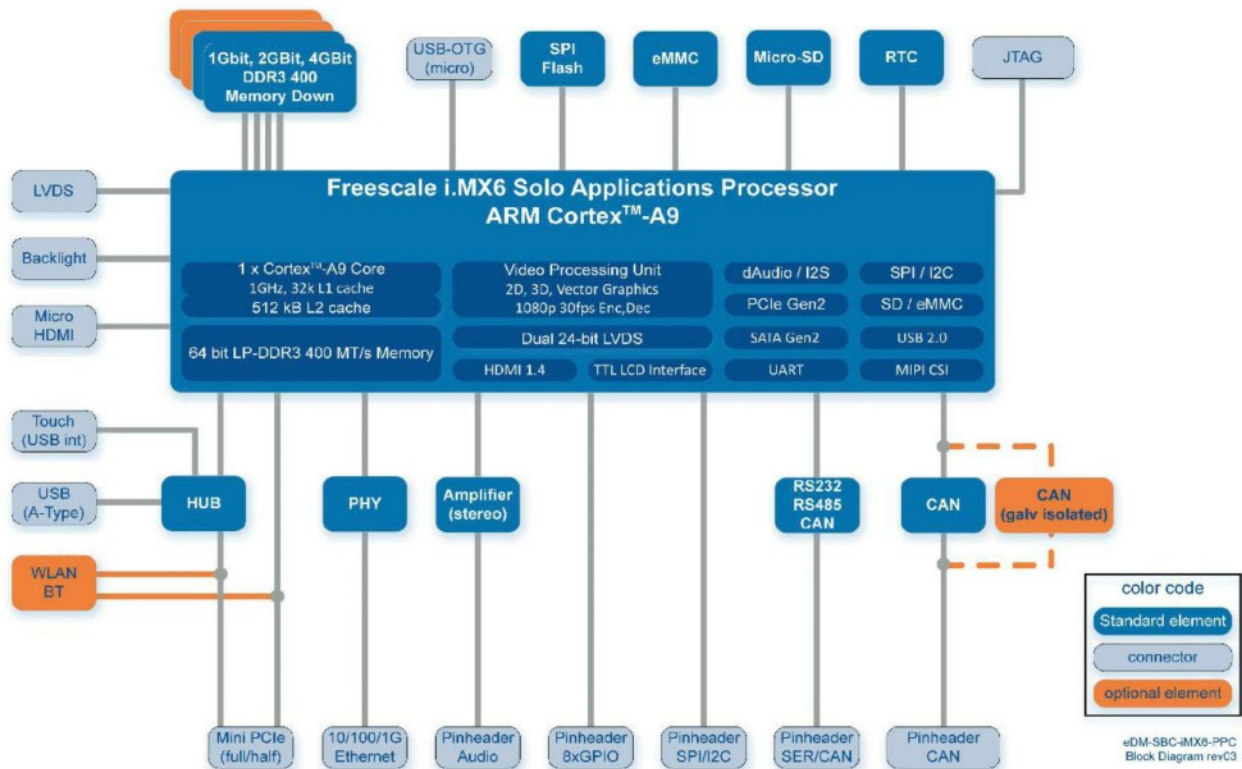 1Gbit, 2GBit, 4GBit
DDR3 400
Memory Down
USB-OTG
(micro)
SPI
Flash
eMMC
Micro-SD
RTC
JTAG
LVDS
Backlight
Micro
HDMI
Freescale i.MX6 Solo Applications Processor
ARM Cortex™-A9
1 x Cortex™-A9 Core
1GHz, 32k L1 cache
512 kB L2 cache
64 bit LP-DDR3 400 MT/s Memory
Video Processing Unit
2D, 3D, Vector Graphics
1080p 30fps Enc,Dec
Dual 24-bit LVDS
HDMI 1.4
TTL LCD Interface
dAudio / I2S
PCIe Gen2
SATA Gen2
UART
SPI / I2C
SD / eMMC
USB 2.0
MIPI CSI
Touch
(USB int)
USB
(A-Type)
WLAN
BT
HUB
PHY
Amplifier
(stereo)
RS232
RS485
CAN
CAN
CAN
(galv isolated)
color code
Standard element
connector
optional element
Mini PCIe
(full/half)
10/100/1G
Ethernet
Pinheader
Audio
Pinheader
8xGPIO
Pinheader
SPI/I2C
Pinheader
SER/CAN
Pinheader
CAN
eDM-SBC-iMX6-PPC
Block Diagram rev03